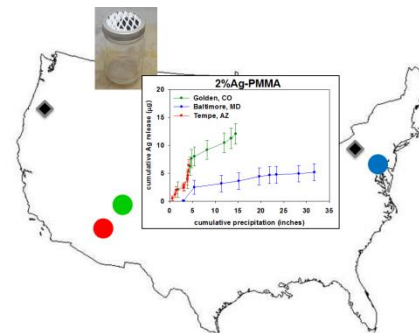 2%Ag-PMMA
Golden, CO
Baltimore, MD
Tempe, AZ
cumulative Ag release (µg)
20
15
10
5
0
0 5 10 15 20 25 30 35
cumulative precipitation (inches)